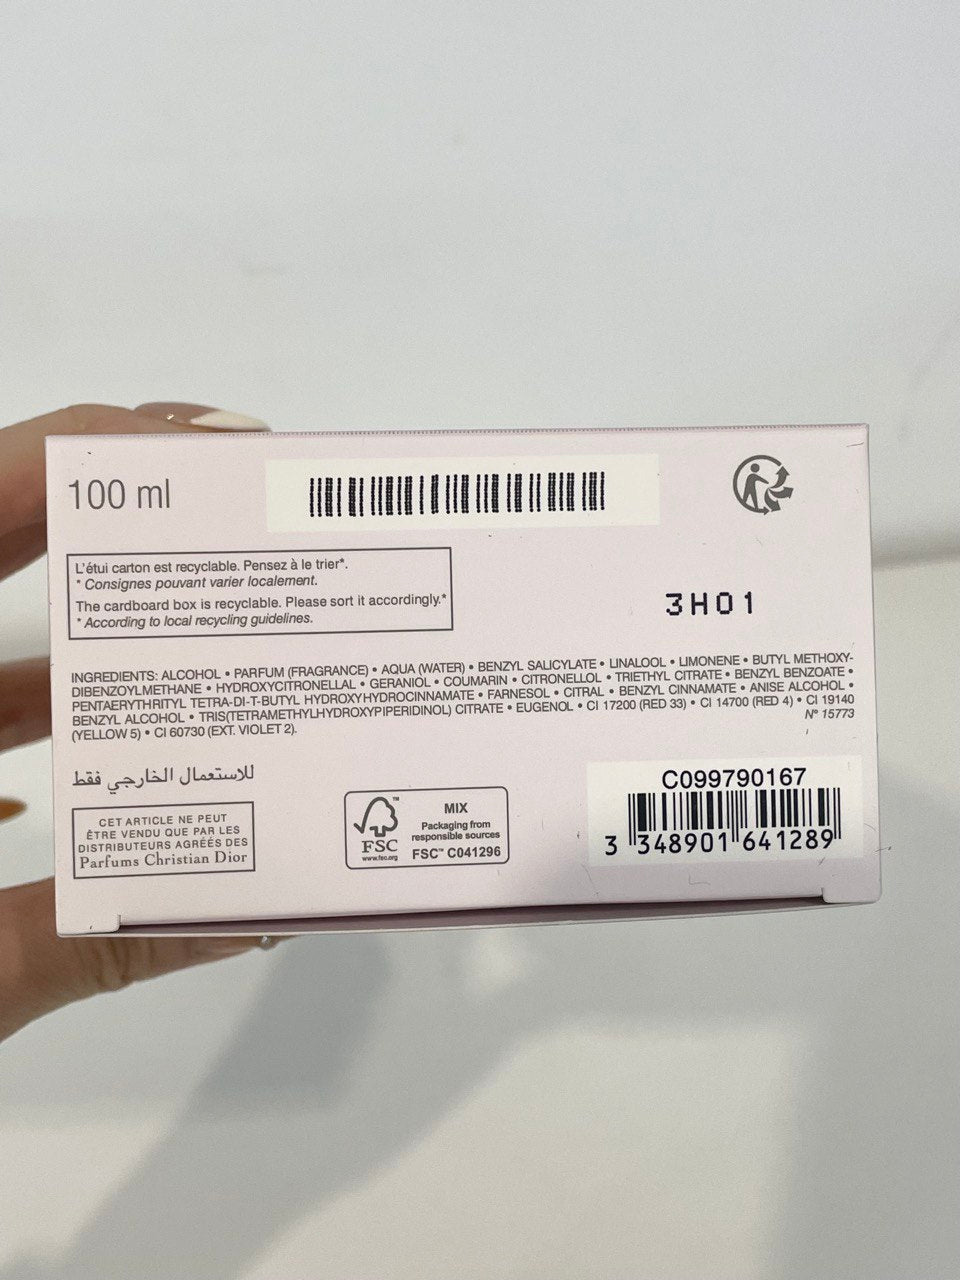 100 ml
L'étui carton est recyclable. Pensez à le trier*.
* Consignes pouvant varier localement.
The cardboard box is recyclable. Please sort it accordingly.*
* According to local recycling guidelines.
3H01
INGREDIENTS: ALCOHOL • PARFUM (FRAGRANCE) • AQUA (WATER) • BENZYL SALICYLATE • LINALOOL • LIMONENE • BUTYL METHOXY-
DIBENZOYLMETHANE • HYDROXYCITRONELLAL • GERANIOL • COUMARIN • CITRONELLOL • TRIETHYL CITRATE • BENZYL BENZOATE •
PENTAERYTHRITYL TETRA-DI-T-BUTYL HYDROXYHYDROCINNAMATE • FARNESOL • CITRAL • BENZYL CINNAMATE • ANISE ALCOHOL •
BENZYL ALCOHOL • TRIS(TETRAMETHYLHYDROXYPIPERIDINOL) CITRATE • EUGENOL • CI 17200 (RED 33) • CI 14700 (RED 4) • CI 19140
(YELLOW 5) • CI 60730 (EXT. VIOLET 2).
N° 15773
للاستعمال الخارجي فقط
CET ARTICLE NE PEUT
ÊTRE VENDU QUE PAR LES
DISTRIBUTEURS AGRÉÉS DES
Parfums Christian Dior
FSC™
www.fsc.org
MIX
Packaging from
responsible sources
FSC™ C041296
C099790167
3 348901 641289